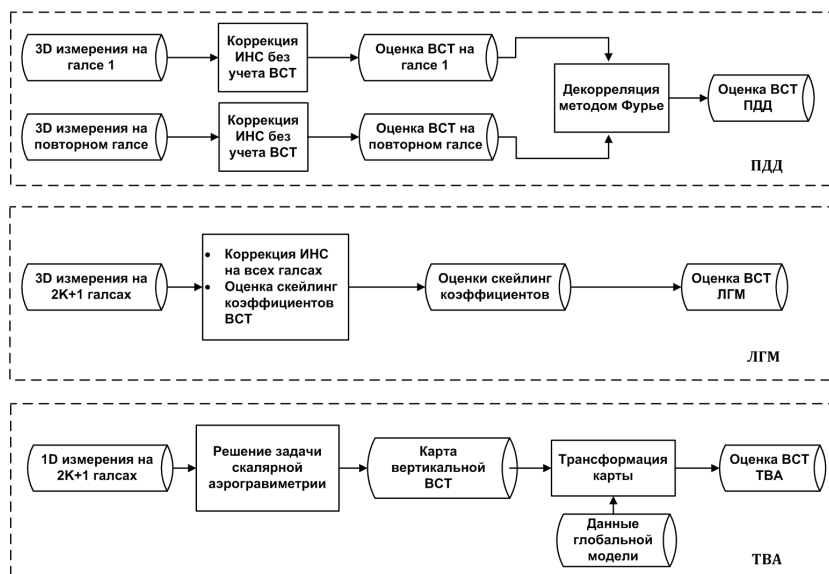 3D измерения на
галсе 1
Коррекция
ИНС без
учета ВСТ
Оценка ВСТ на
галсе 1
Декорреляция
методом Фурье
Оценка ВСТ
ПДД
3D измерения на
повторном галсе
Коррекция
ИНС без
учета ВСТ
Оценка ВСТ на
повторном галсе
ПДД
3D измерения на
2K+1 галсах
• Коррекция ИНС
на всех галсах
• Оценка скейлинг
коэффициентов
ВСТ
Оценки скейлинг
коэффициентов
Оценка ВСТ
ЛГМ
ЛГМ
1D измерения на
2K+1 галсах
Решение задачи
скалярной
аэрогравиметрии
Карта
вертикальной
ВСТ
Трансформация
карты
Оценка ВСТ
ТВА
Данные
глобальной
модели
ТВА